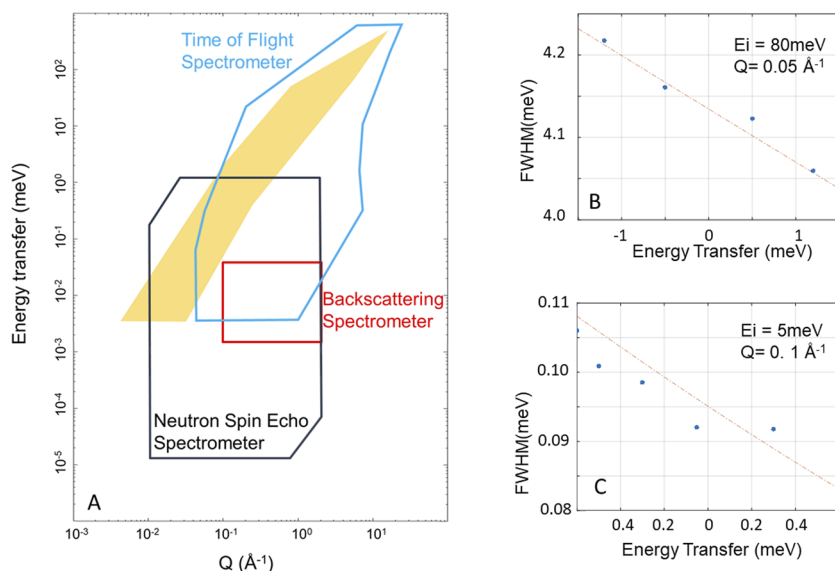 A
Time of Flight
Spectrometer
Backscattering
Spectrometer
Neutron Spin Echo
Spectrometer
Energy transfer (meV)
10²
10¹
10⁰
10⁻¹
10⁻²
10⁻³
10⁻⁴
10⁻⁵
10⁻³
10⁻²
10⁻¹
10⁰
10¹
Q (Å⁻¹)
A
B
Ei = 80meV
Q= 0.05 Å⁻¹
FWHM(meV)
4.2
4.1
4.0
-1 0 1
Energy Transfer (meV)
B
Ei = 5meV
Q= 0. 1 Å⁻¹
FWHM(meV)
0.11
0.10
0.09
0.08
0.4 0.2 0 0.2 0.4
Energy Transfer (meV)
C